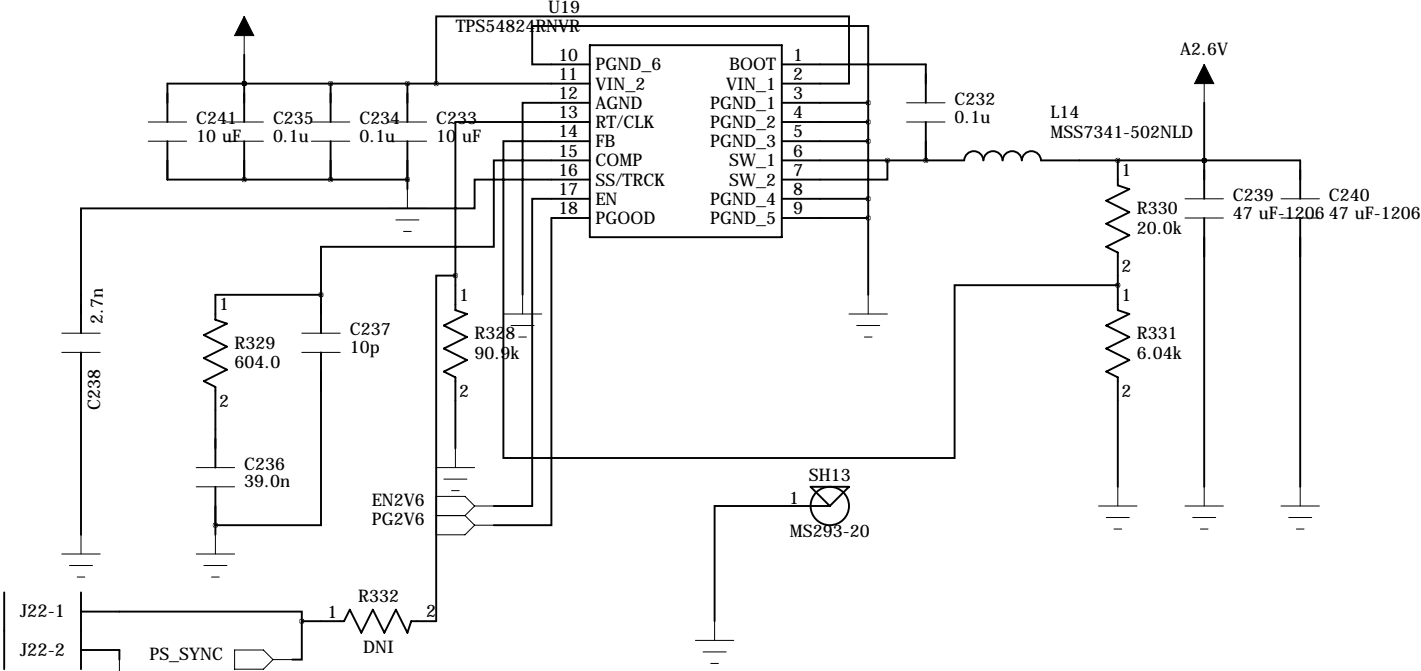 U19
TPS54824RNVR
10 PGND_6 BOOT 1
11 VIN_2 VIN_1 2
12 AGND PGND_1 3
13 RT/CLK PGND_2 4
14 FB PGND_3 5
15 COMP SW_1 6
16 SS/TRCK SW_2 7
17 EN PGND_4 8
18 PGOOD PGND_5 9
C241
10 uF
C235
0.1u
C234
0.1u
C233
10 uF
C232
0.1u
L14
MSS7341-502NLD
A2.6V
1
R330
20.0k
2
C239
47 uF-1206
C240
47 uF-1206
1
R331
6.04k
2
2.7n
C238
1
R329
604.0
2
C237
10p
1
R328
90.9k
2
C236
39.0n
EN2V6
PG2V6
SH13
1
MS293-20
J22-1
J22-2
PS_SYNC
R332
1 2
DNI